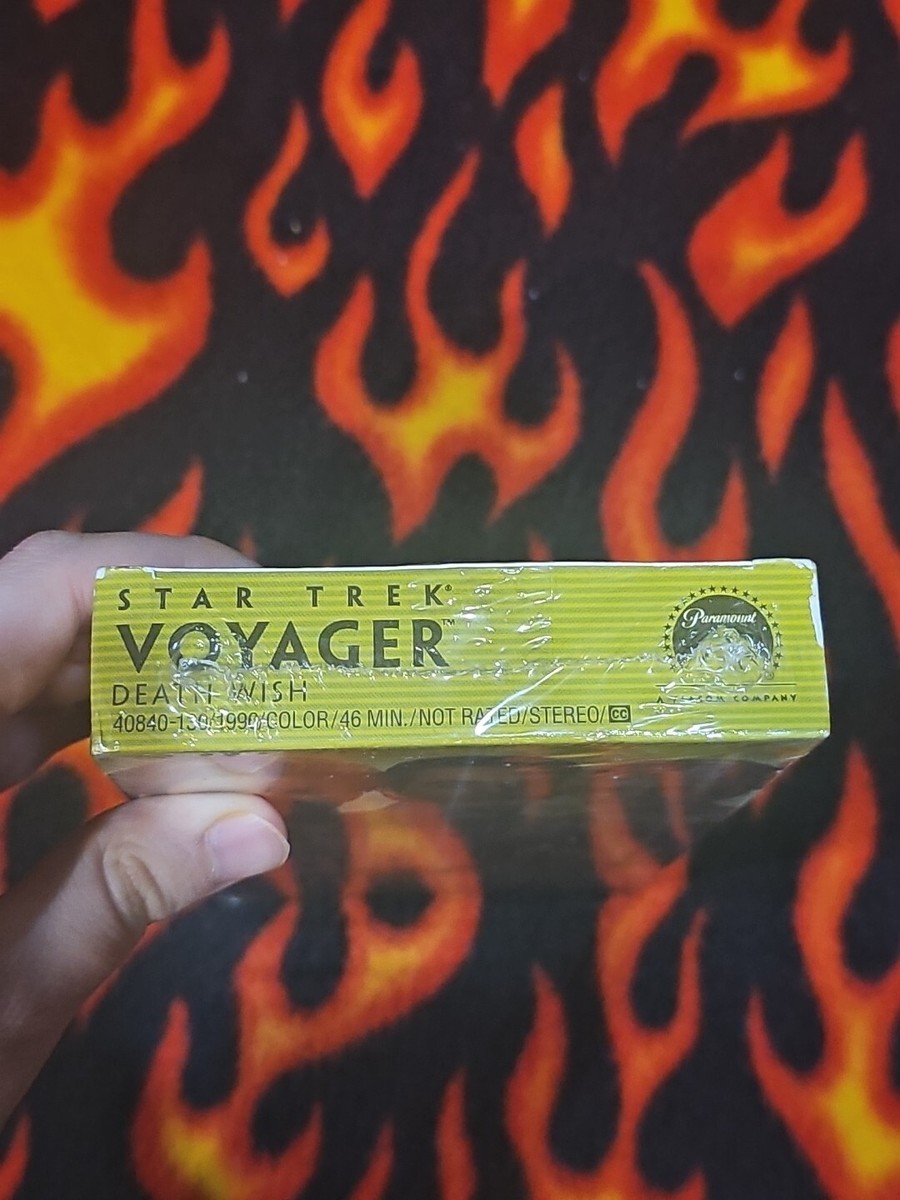 STAR TREK®
VOYAGER™
DEATH WISH
40840-130/1996/COLOR/46 MIN./NOT RATED/STEREO/CC
Paramount
A VIACOM COMPANY